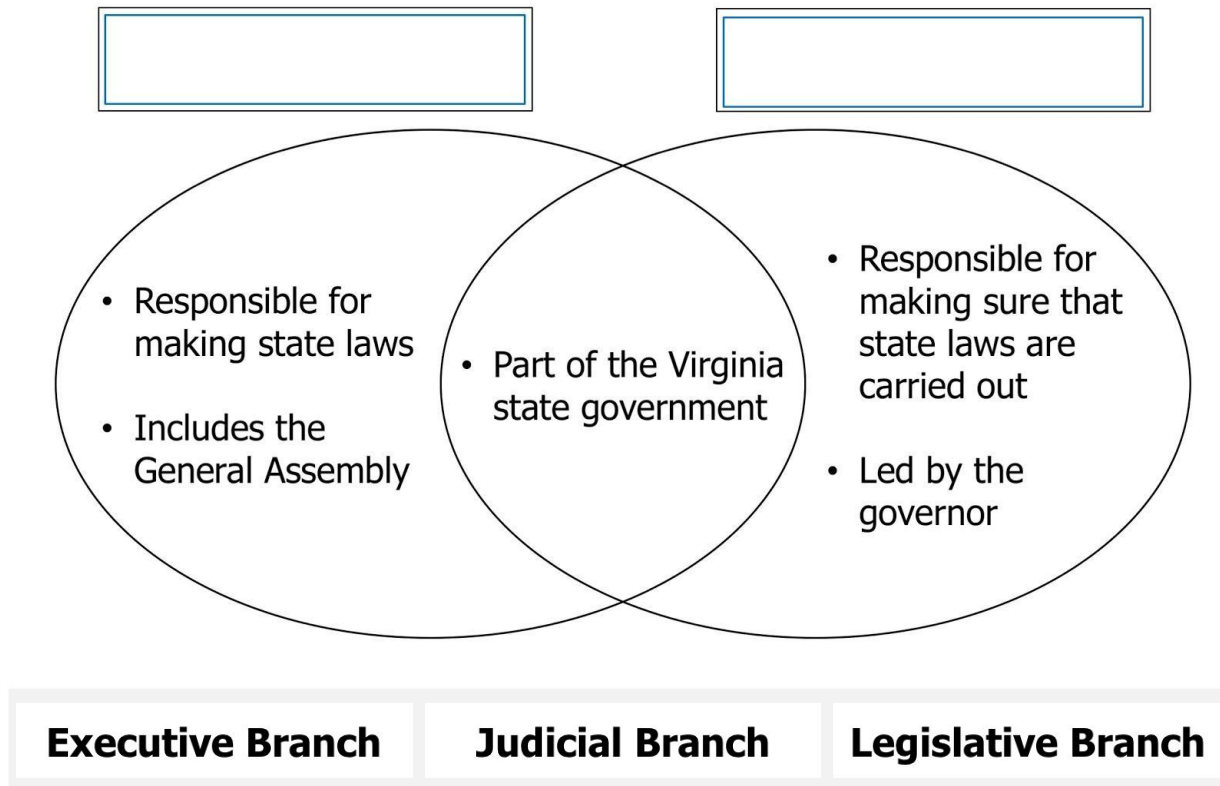 • Responsible for
making state laws
• Includes the
General Assembly
• Part of the Virginia
state government
• Responsible for
making sure that
state laws are
carried out
• Led by the
governor
Executive Branch
Judicial Branch
Legislative Branch